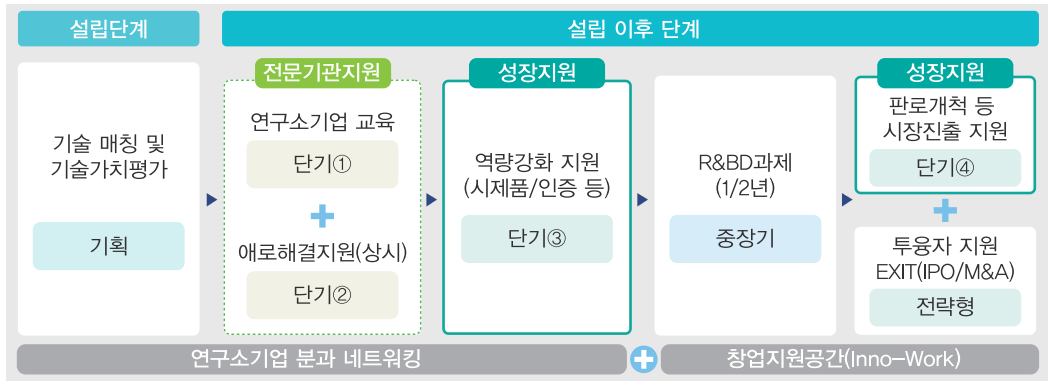 설립단계
설립 이후 단계
기술 매칭 및
기술가치평가
기획
전문기관지원
연구소기업 교육
단기①
애로해결지원(상시)
단기②
성장지원
역량강화 지원
(시제품/인증 등)
단기③
R&BD과제
(1/2년)
중장기
성장지원
판로개척 등
시장진출 지원
단기④
투융자 지원
EXIT(IPO/M&A)
전략형
연구소기업 분과 네트워킹
창업지원공간(Inno-Work)